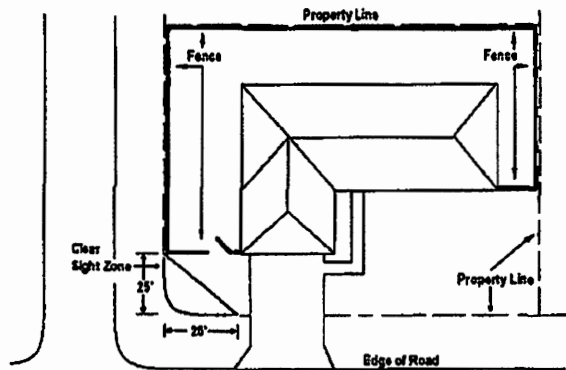 Property Line
Fence
Fence
Clear
Sight Zone
25'
25'
Property Line
Edge of Road